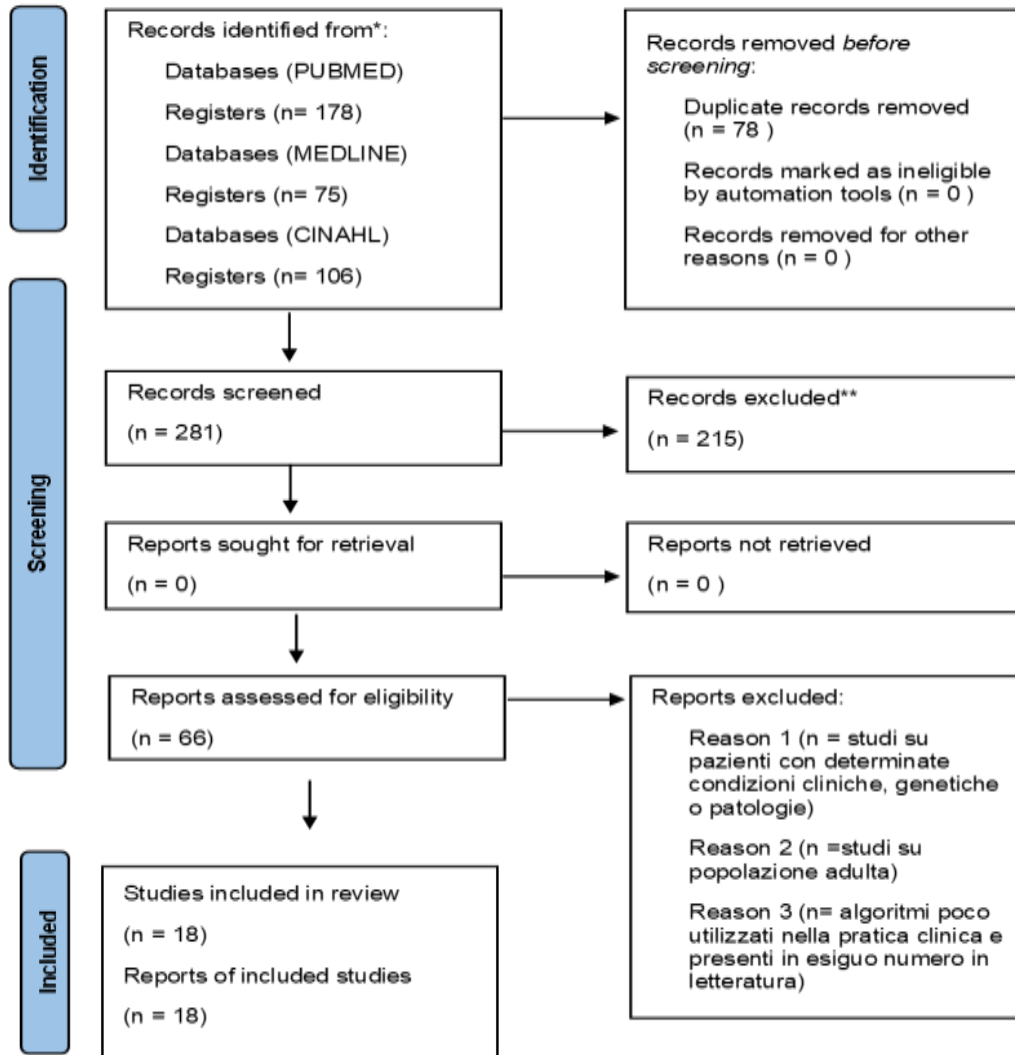 Identification
Records identified from*:
Databases (PUBMED)
Registers (n= 178)
Databases (MEDLINE)
Registers (n= 75)
Databases (CINAHL)
Registers (n= 106)
Records removed before
screening:
Duplicate records removed
(n = 78 )
Records marked as ineligible
by automation tools (n = 0 )
Records removed for other
reasons (n = 0 )
Screening
Records screened
(n = 281)
Records excluded**
(n = 215)
Reports sought for retrieval
(n = 0)
Reports not retrieved
(n = 0 )
Reports assessed for eligibility
(n = 66)
Reports excluded:
Reason 1 (n = studi su
pazienti con determinate
condizioni cliniche, genetiche
o patologie)
Reason 2 (n =studi su
popolazione adulta)
Reason 3 (n= algoritmi poco
utilizzati nella pratica clinica e
presenti in esiguo numero in
letteratura)
Included
Studies included in review
(n = 18)
Reports of included studies
(n = 18)